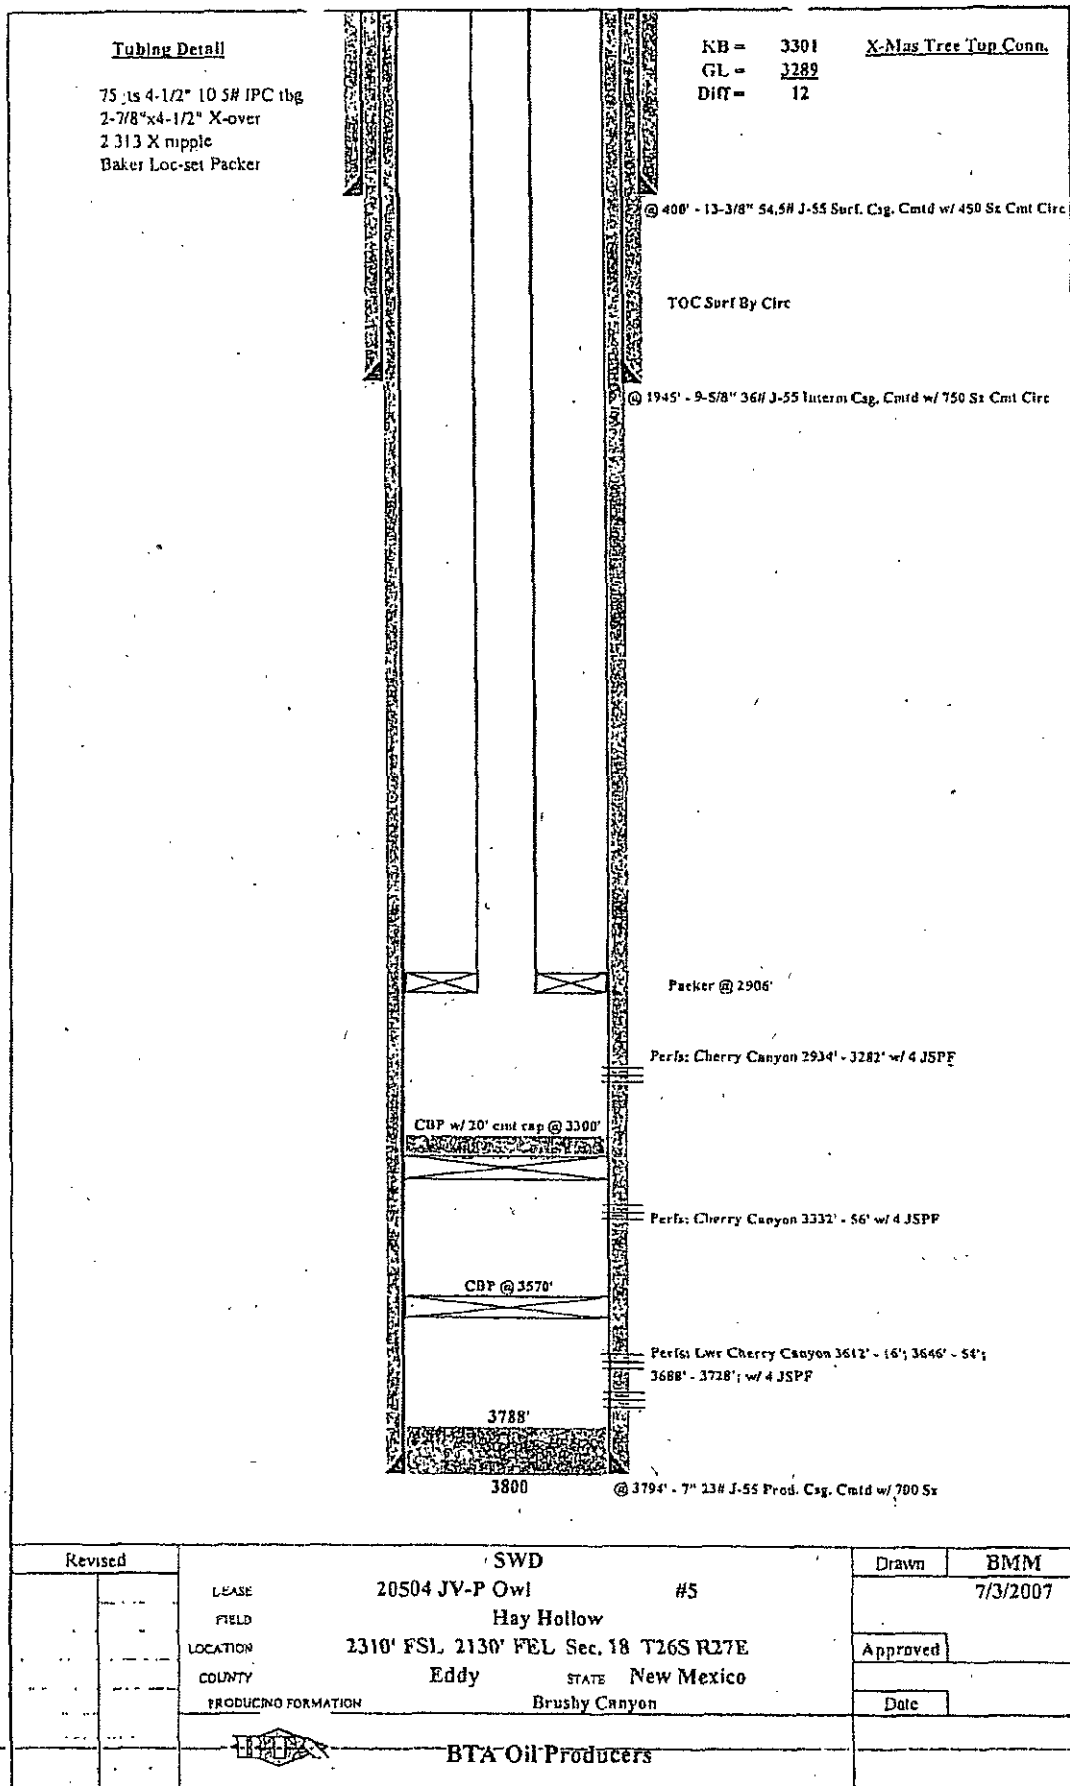 Tubing Detail
75 jts 4-1/2" 10 5# IPC tbg
2-7/8"x4-1/2" X-over
2 313 X nipple
Baker Loc-set Packer
KB = 3301
GL = 3289
Diff = 12
X-Mas Tree Top Conn.
@ 400' - 13-3/8" 54.5# J-55 Surf. Csg. Cmtd w/ 450 Sx Cmt Circ
TOC Surf By Circ
@ 1945' - 9-5/8" 36# J-55 Interm Csg. Cmtd w/ 750 Sx Cmt Circ
Packer @ 2906'
Perfs: Cherry Canyon 2934' - 3282' w/ 4 JSPF
CBP w/ 20' cmt cap @ 3300'
Perfs: Cherry Canyon 3332' - 56' w/ 4 JSPF
CBP @ 3570'
Perfs: Lwr Cherry Canyon 3612' - 16'; 3646' - 54';
3688' - 3728'; w/ 4 JSPF
3788'
3800
@ 3794' - 7" 23# J-55 Prod. Csg. Cmtd w/ 700 Sx
Revised
SWD
LEASE 20504 JV-P Owl #5
FIELD Hay Hollow
LOCATION 2310' FSL 2130' FEL Sec. 18 T26S R27E
COUNTY Eddy STATE New Mexico
PRODUCING FORMATION Brushy Canyon
Drawn BMM
7/3/2007
Approved
Date
BTA
BTA Oil Producers